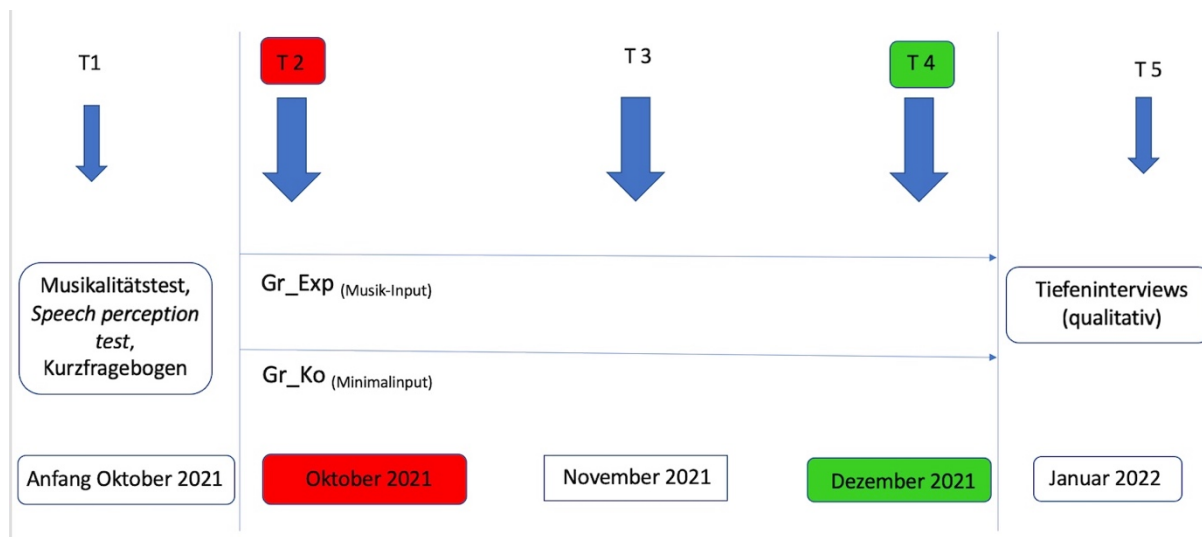 T1
T 2
T 3
T 4
T 5
Musikalitätstest,
Speech perception
test,
Kurzfragebogen
Gr_Exp (Musik-Input)
Gr_Ko (Minimalinput)
Tiefeninterviews
(qualitativ)
Anfang Oktober 2021
Oktober 2021
November 2021
Dezember 2021
Januar 2022